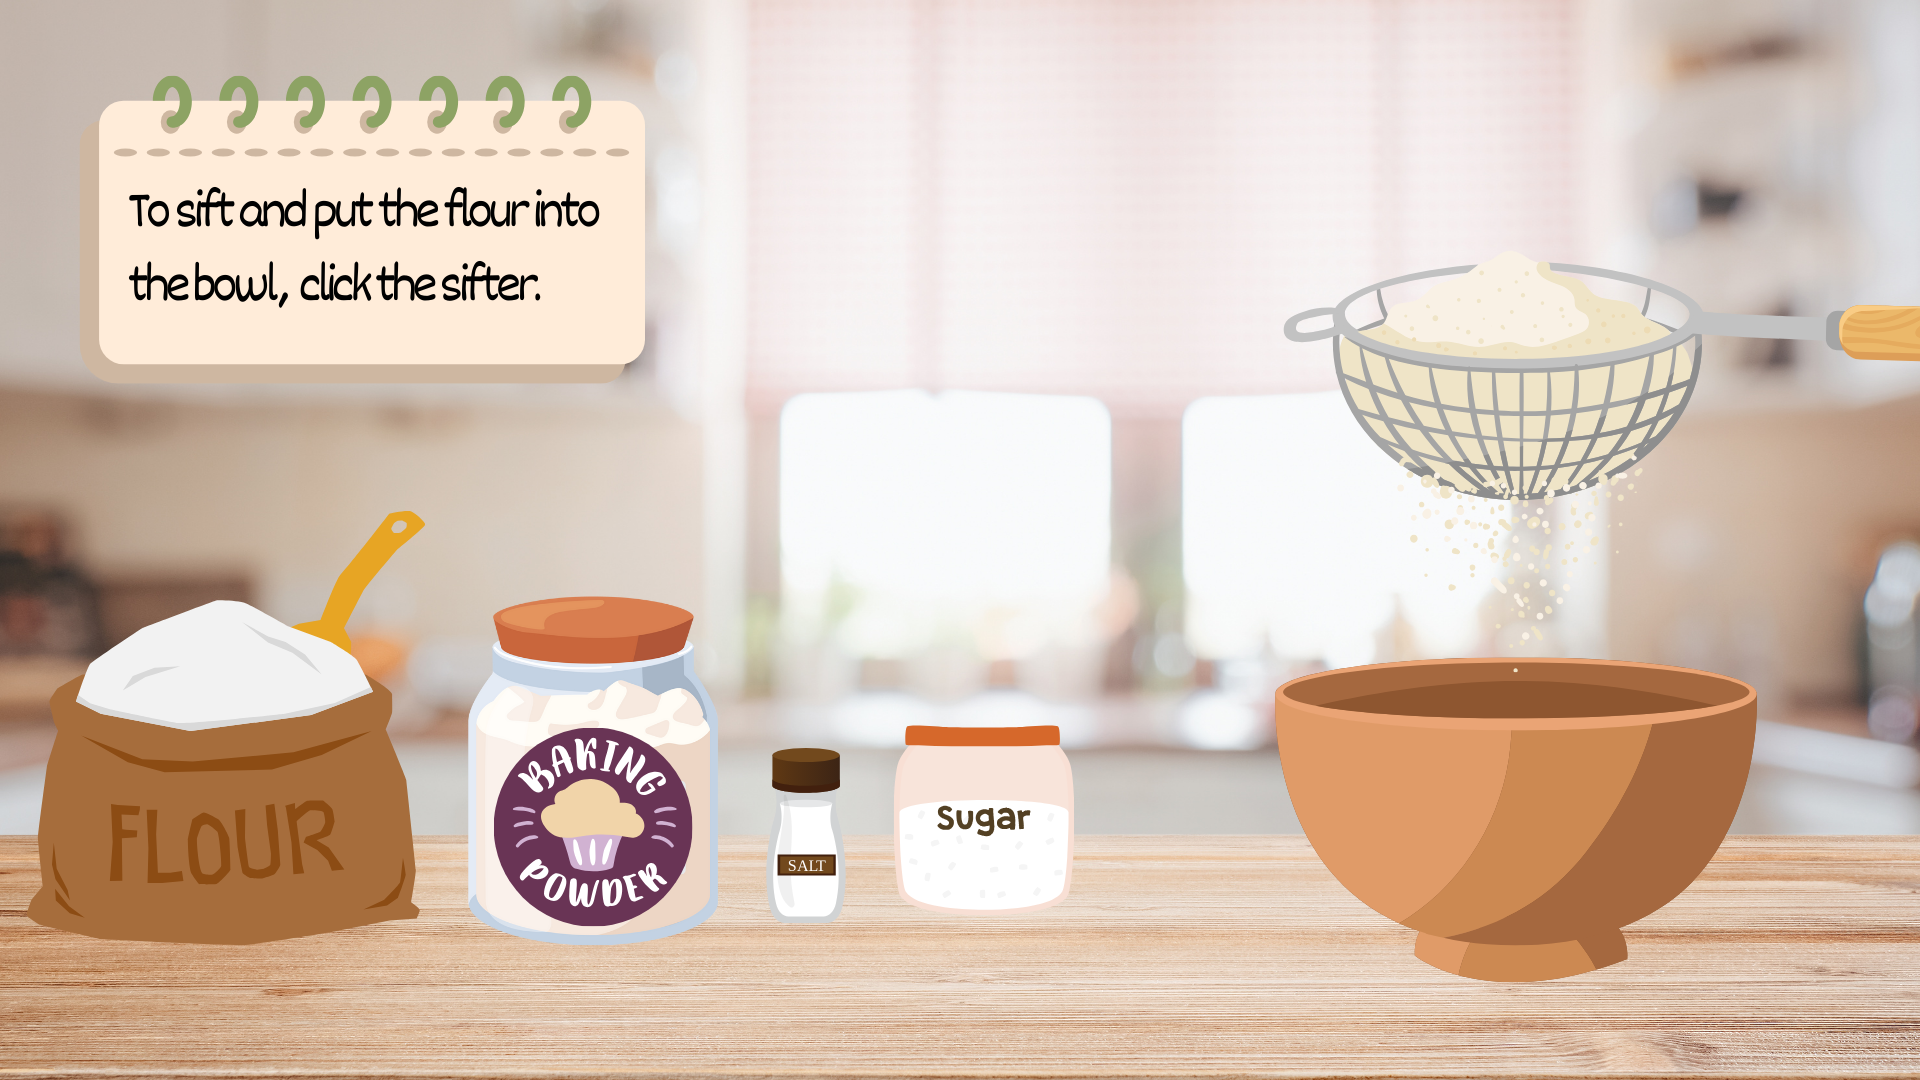 To sift and put the flour into
the bowl, click the sifter.
FLOUR
BAKING
POWDER
SALT
Sugar